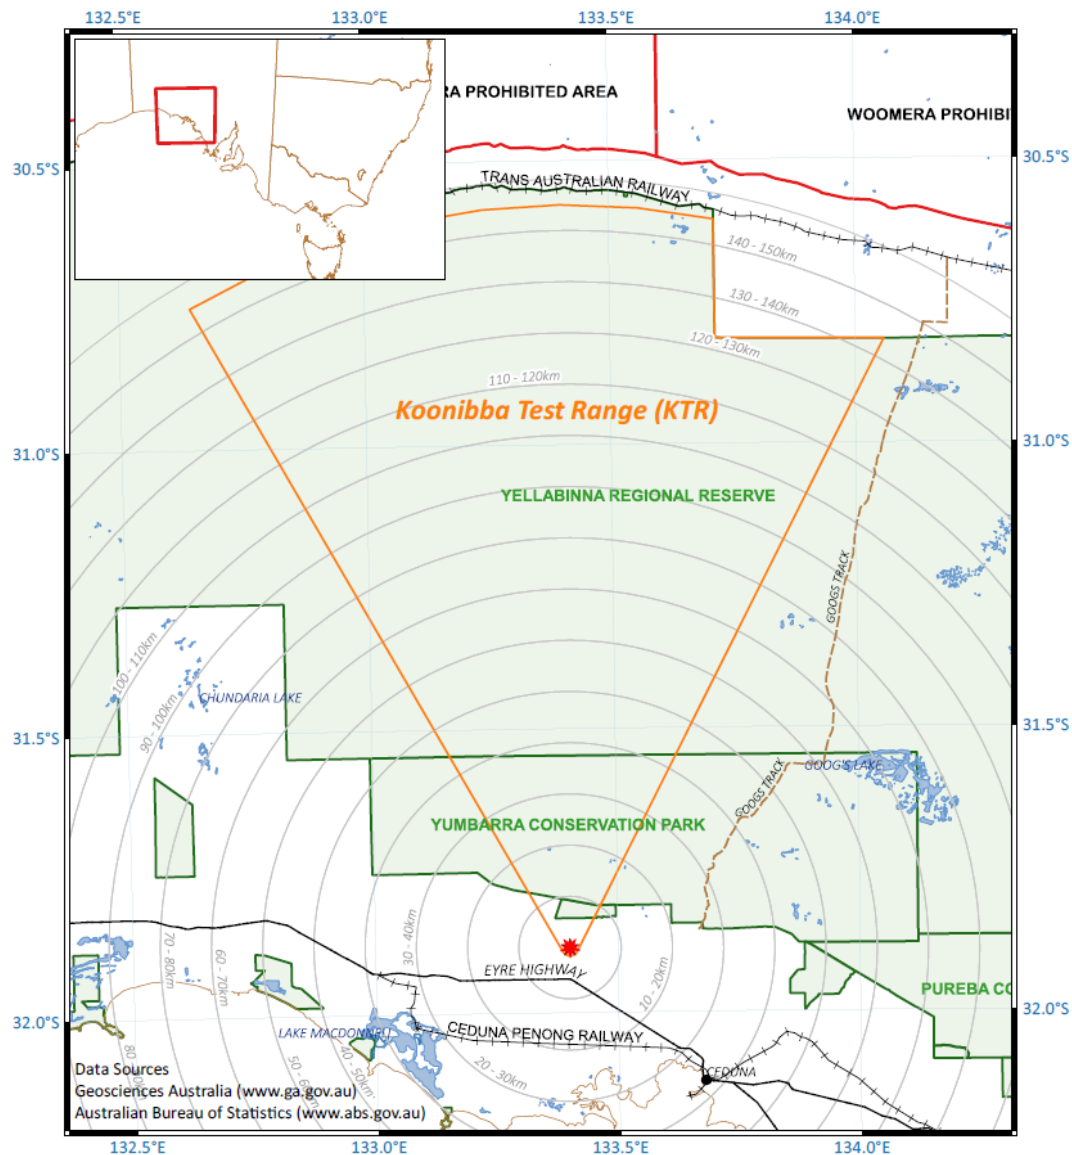 132.5°E 133.0°E 133.5°E 134.0°E
RA PROHIBITED AREA
WOOMERA PROHIBI
30.5°S 30.5°S
TRANS AUSTRALIAN RAILWAY
140 - 150km
130 - 140km
120 - 130km
110 - 120km
Koonibba Test Range (KTR)
31.0°S 31.0°S
YELLABINNA REGIONAL RESERVE
GOOGS TRACK
100 - 110km
CHUNDARIA LAKE
90 - 100km
31.5°S 31.5°S
GOOG'S LAKE
GOOGS TRACK
YUMBARRA CONSERVATION PARK
30 - 40km
70 - 80km
60 - 70km
EYRE HIGHWAY
10 - 20km
PUREBA CO
32.0°S 32.0°S
LAKE MACDONNELL
CEDUNA PENONG RAILWAY
20 - 30km
40 - 50km
CEDUNA
Data Sources
Geosciences Australia (www.ga.gov.au)
Australian Bureau of Statistics (www.abs.gov.au)
132.5°E 133.0°E 133.5°E 134.0°E